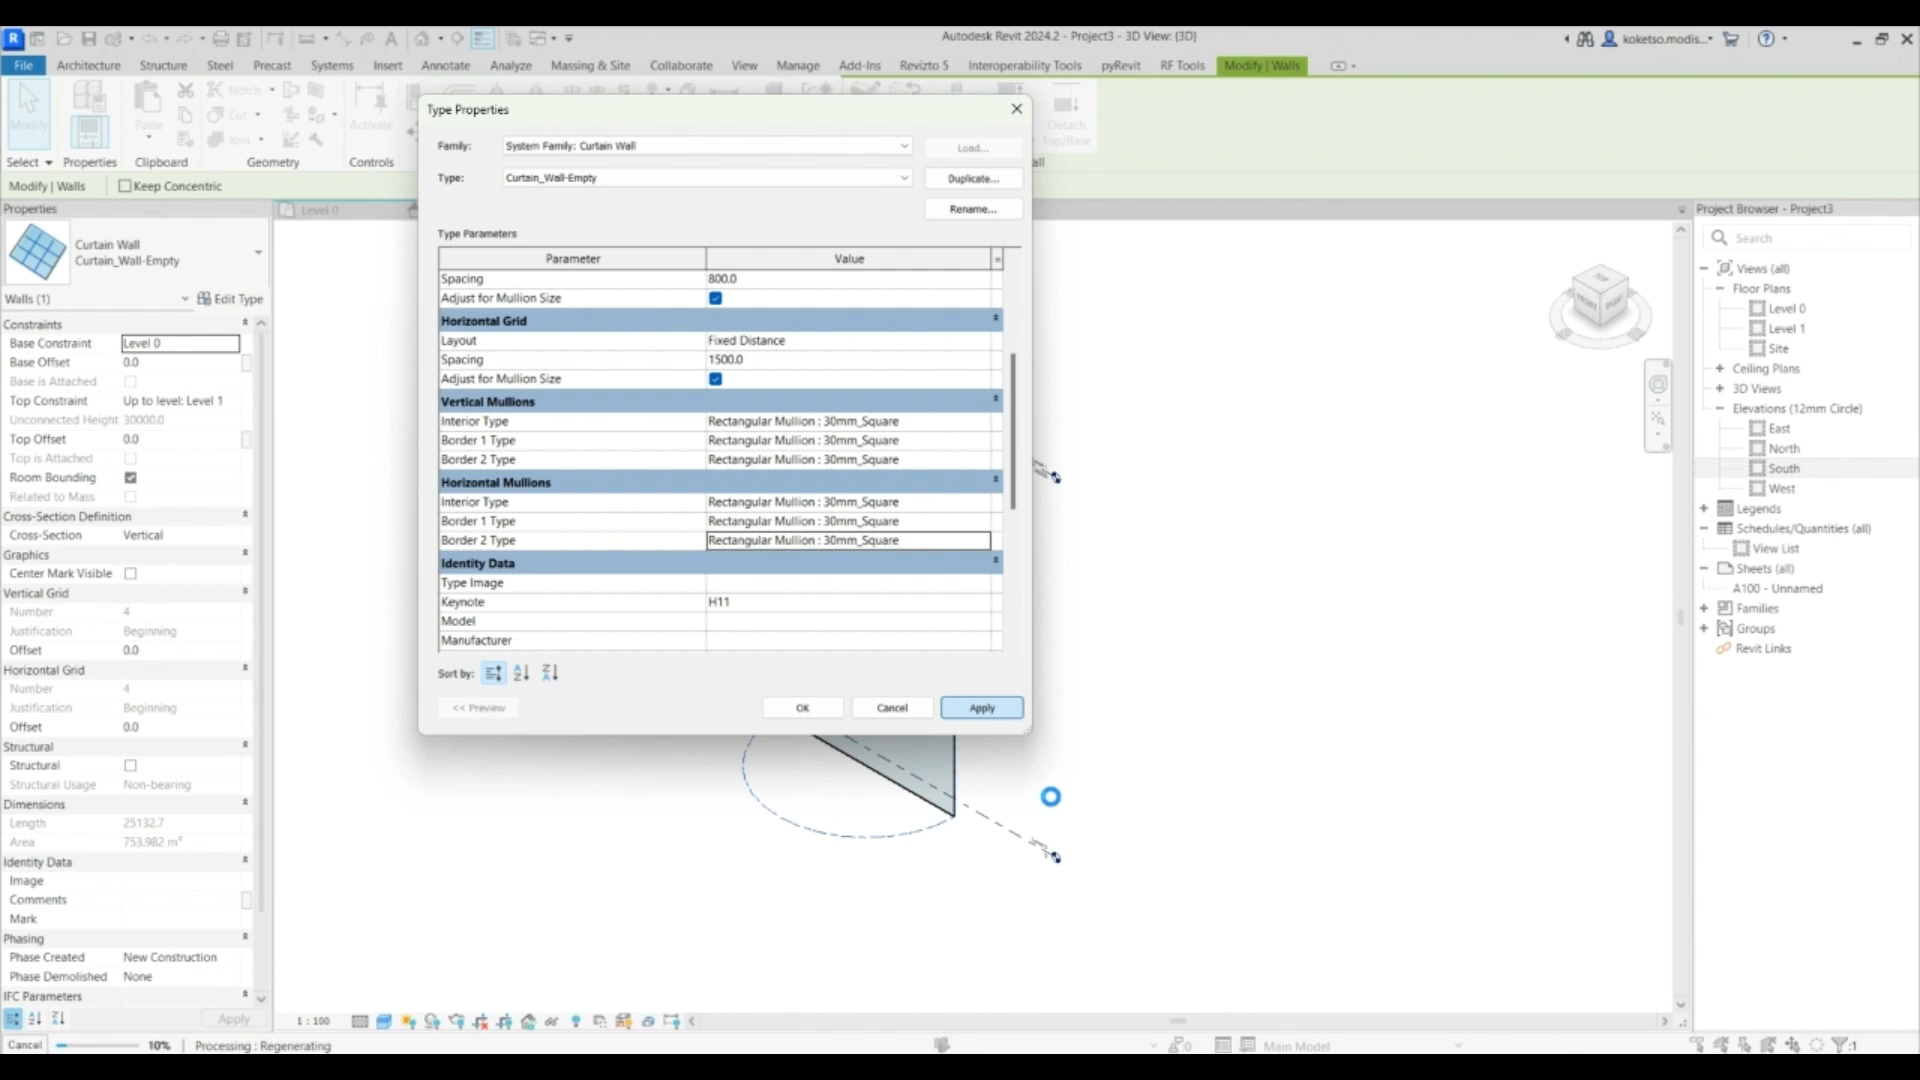 Autodesk Revit 2024.2 - Project3 - 3D View: {3D}
koketso.modis...
File Architecture Structure Steel Precast Systems Insert Annotate Analyze Massing & Site Collaborate View Manage Add-Ins Revizto 5 Interoperability Tools pyRevit RF Tools Modify | Walls
Modify
Paste
Notch
Cut
Join
Activate
Detach
Top/Base
Select Properties Clipboard Geometry Controls
Modify | Walls Keep Concentric
Properties
Curtain Wall
Curtain_Wall-Empty
Walls (1) Edit Type
Constraints
Base Constraint Level 0
Base Offset 0.0
Base is Attached
Top Constraint Up to level: Level 1
Unconnected Height 30000.0
Top Offset 0.0
Top is Attached
Room Bounding
Related to Mass
Cross-Section Definition
Cross-Section Vertical
Graphics
Center Mark Visible
Vertical Grid
Number 4
Justification Beginning
Offset 0.0
Horizontal Grid
Number 4
Justification Beginning
Offset 0.0
Structural
Structural
Structural Usage Non-bearing
Dimensions
Length 25132.7
Area 753.982 m²
Identity Data
Image
Comments
Mark
Phasing
Phase Created New Construction
Phase Demolished None
IFC Parameters
Apply
Level 0
Type Properties
Family: System Family: Curtain Wall Load...
Type: Curtain_Wall-Empty Duplicate...
Rename...
Type Parameters
Parameter Value =
Spacing 800.0
Adjust for Mullion Size
Horizontal Grid
Layout Fixed Distance
Spacing 1500.0
Adjust for Mullion Size
Vertical Mullions
Interior Type Rectangular Mullion : 30mm_Square
Border 1 Type Rectangular Mullion : 30mm_Square
Border 2 Type Rectangular Mullion : 30mm_Square
Horizontal Mullions
Interior Type Rectangular Mullion : 30mm_Square
Border 1 Type Rectangular Mullion : 30mm_Square
Border 2 Type Rectangular Mullion : 30mm_Square
Identity Data
Type Image
Keynote H11
Model
Manufacturer
Sort by:
<< Preview OK Cancel Apply
Project Browser - Project3
Search
Views (all)
Floor Plans
Level 0
Level 1
Site
Ceiling Plans
3D Views
Elevations (12mm Circle)
East
North
South
West
Legends
Schedules/Quantities (all)
View List
Sheets (all)
A100 - Unnamed
Families
Groups
Revit Links
1 : 100
Cancel 10% Processing : Regenerating
:0
Main Model
:1